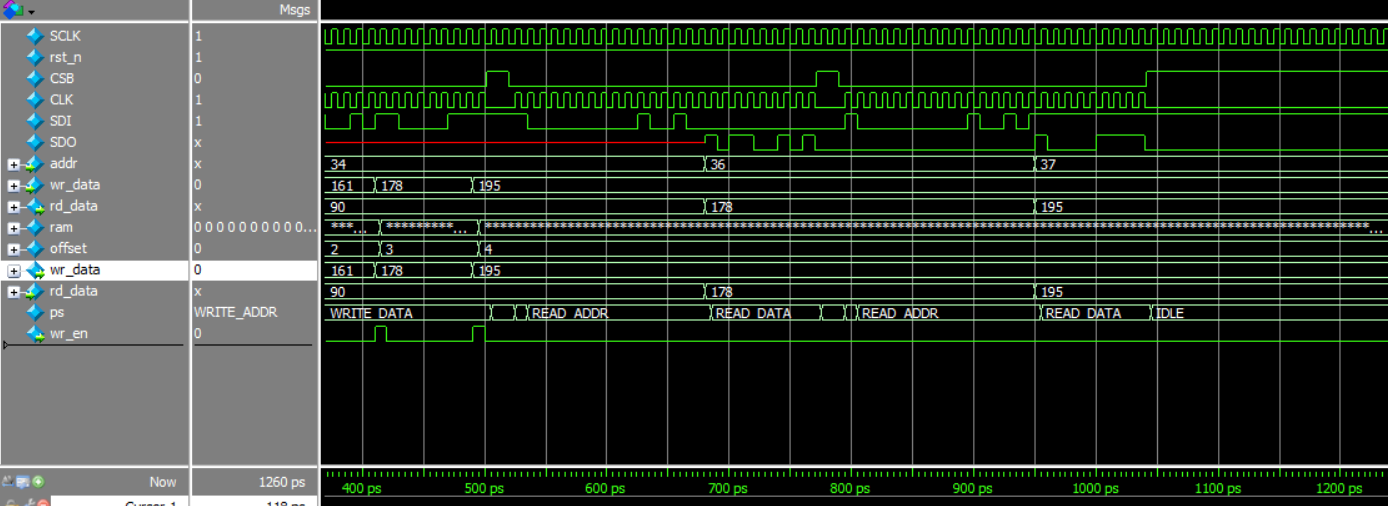 Msgs
SCLK 1
rst_n 1
CSB 0
CLK 1
SDI 1
SDO x
addr x 34 36 37
wr_data 0 161 178 195
rd_data x 90 178 195
ram 0 0 0 0 0 0 0 0 0 0 0... ***... *********... ...
offset 0 2 3 4
wr_data 0 161 178 195
rd_data x 90 178 195
ps WRITE_ADDR WRITE_DATA READ_ADDR READ_DATA READ_ADDR READ_DATA IDLE
wr_en 0
Now 1260 ps 400 ps 500 ps 600 ps 700 ps 800 ps 900 ps 1000 ps 1100 ps 1200 ps
Cursor 1 118 ps